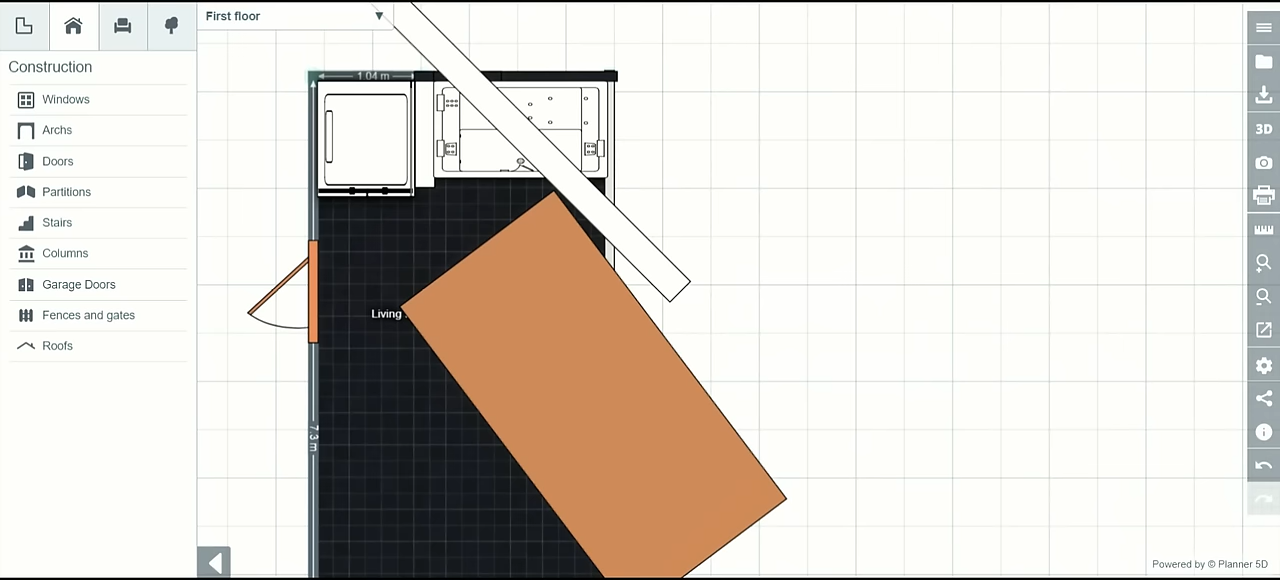 First floor
Construction
Windows
Archs
Doors
Partitions
Stairs
Columns
Garage Doors
Fences and gates
Roofs
1.04 m
Living
7.3 m
3D
Powered by © Planner 5D